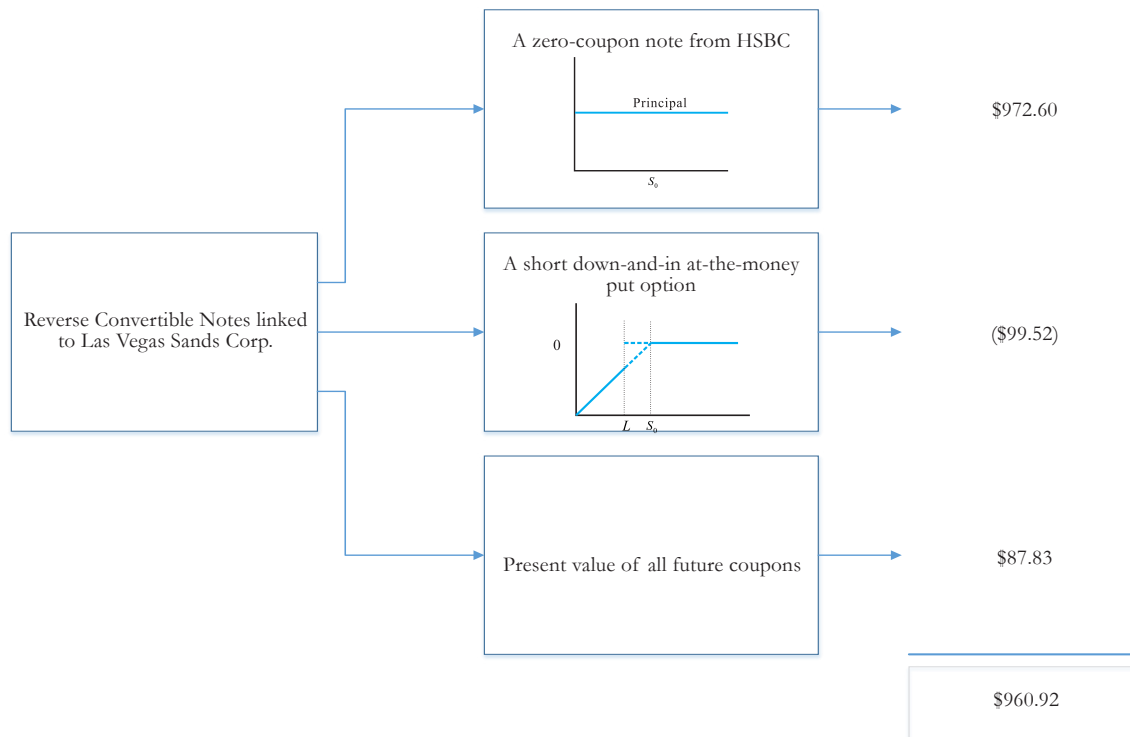 A zero-coupon note from HSBC
Principal
S₀
$972.60
Reverse Convertible Notes linked
to Las Vegas Sands Corp.
A short down-and-in at-the-money
put option
0
L S₀
($99.52)
Present value of all future coupons
$87.83
$960.92